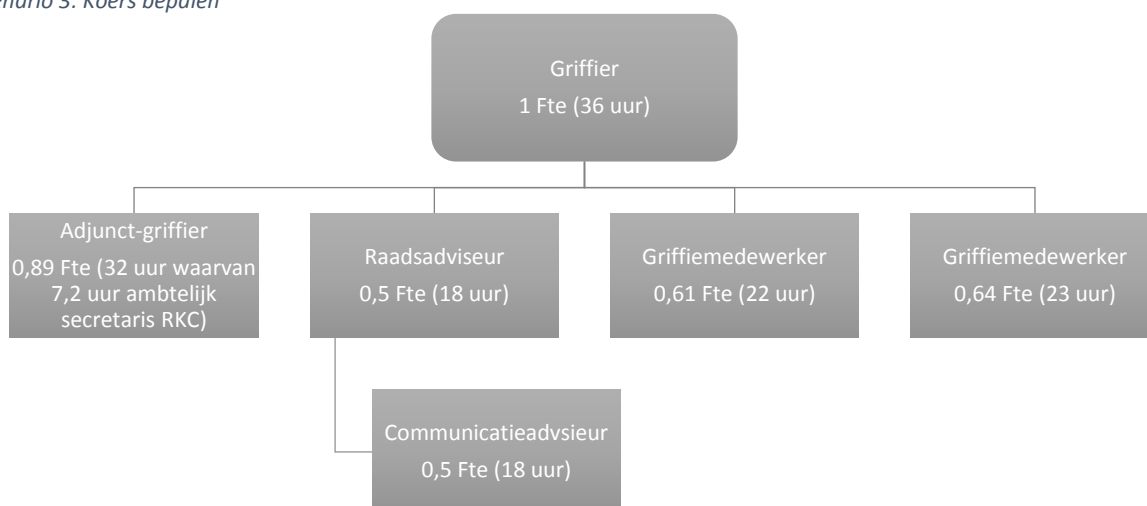 nario 3: Koers bepalen
Griffier
1 Fte (36 uur)
Adjunct-griffier
0,89 Fte (32 uur waarvan
7,2 uur ambtelijk
secretaris RKC)
Raadsadviseur
0,5 Fte (18 uur)
Griffiemedewerker
0,61 Fte (22 uur)
Griffiemedewerker
0,64 Fte (23 uur)
Communicatieadvsieur
0,5 Fte (18 uur)